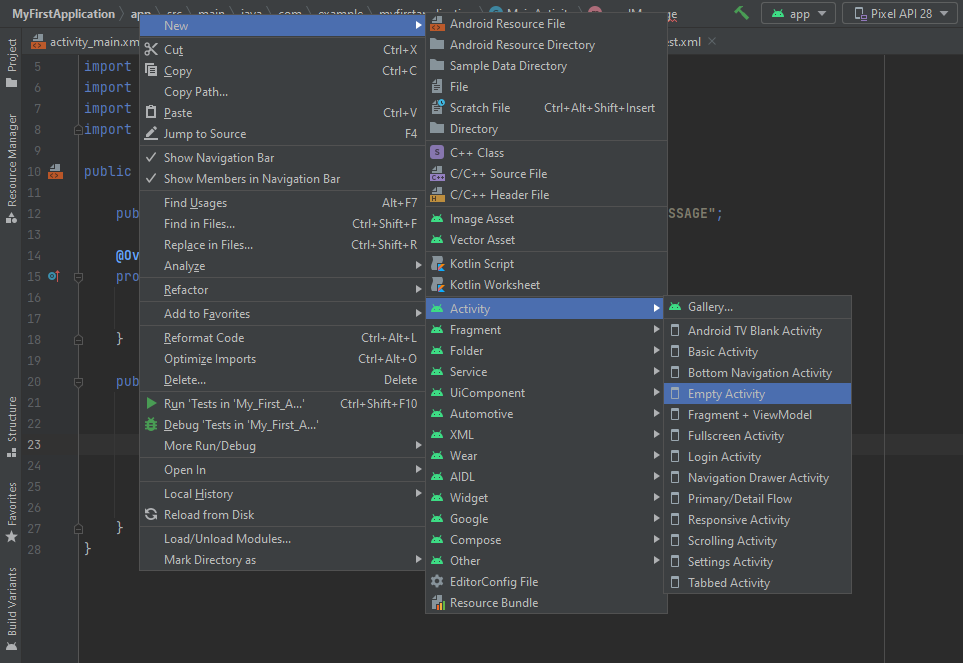 MyFirstApplication
app
Pixel API 28
activity_main.xm
est.xml
Project
Resource Manager
Structure
Favorites
Build Variants
5 import
6 import
7 import
8 import
9
10 public
11
12 pub SSAGE";
13
14 @Ov
15 pro
16
17
18 }
19
20 pub
21
22
23
24
25
26
27 }
28 }
New
Cut Ctrl+X
Copy Ctrl+C
Copy Path...
Paste Ctrl+V
Jump to Source F4
Show Navigation Bar
Show Members in Navigation Bar
Find Usages Alt+F7
Find in Files... Ctrl+Shift+F
Replace in Files... Ctrl+Shift+R
Analyze
Refactor
Add to Favorites
Reformat Code Ctrl+Alt+L
Optimize Imports Ctrl+Alt+O
Delete... Delete
Run 'Tests in 'My_First_A...' Ctrl+Shift+F10
Debug 'Tests in 'My_First_A...'
More Run/Debug
Open In
Local History
Reload from Disk
Load/Unload Modules...
Mark Directory as
Android Resource File
Android Resource Directory
Sample Data Directory
File
Scratch File Ctrl+Alt+Shift+Insert
Directory
C++ Class
C/C++ Source File
C/C++ Header File
Image Asset
Vector Asset
Kotlin Script
Kotlin Worksheet
Activity
Fragment
Folder
Service
UiComponent
Automotive
XML
Wear
AIDL
Widget
Google
Compose
Other
EditorConfig File
Resource Bundle
Gallery...
Android TV Blank Activity
Basic Activity
Bottom Navigation Activity
Empty Activity
Fragment + ViewModel
Fullscreen Activity
Login Activity
Navigation Drawer Activity
Primary/Detail Flow
Responsive Activity
Scrolling Activity
Settings Activity
Tabbed Activity